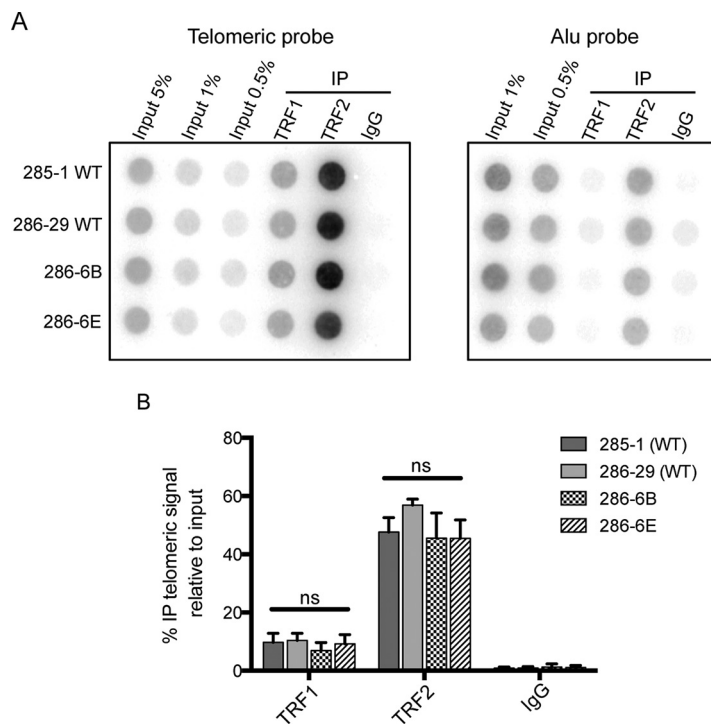 A
Telomeric probe
Alu probe
IP
IP
Input 5%
Input 1%
Input 0.5%
TRF1
TRF2
IgG
Input 1%
Input 0.5%
TRF1
TRF2
IgG
285-1 WT
286-29 WT
286-6B
286-6E
B
% IP telomeric signal
relative to input
80
60
40
20
0
ns
ns
285-1 (WT)
286-29 (WT)
286-6B
286-6E
TRF1
TRF2
IgG